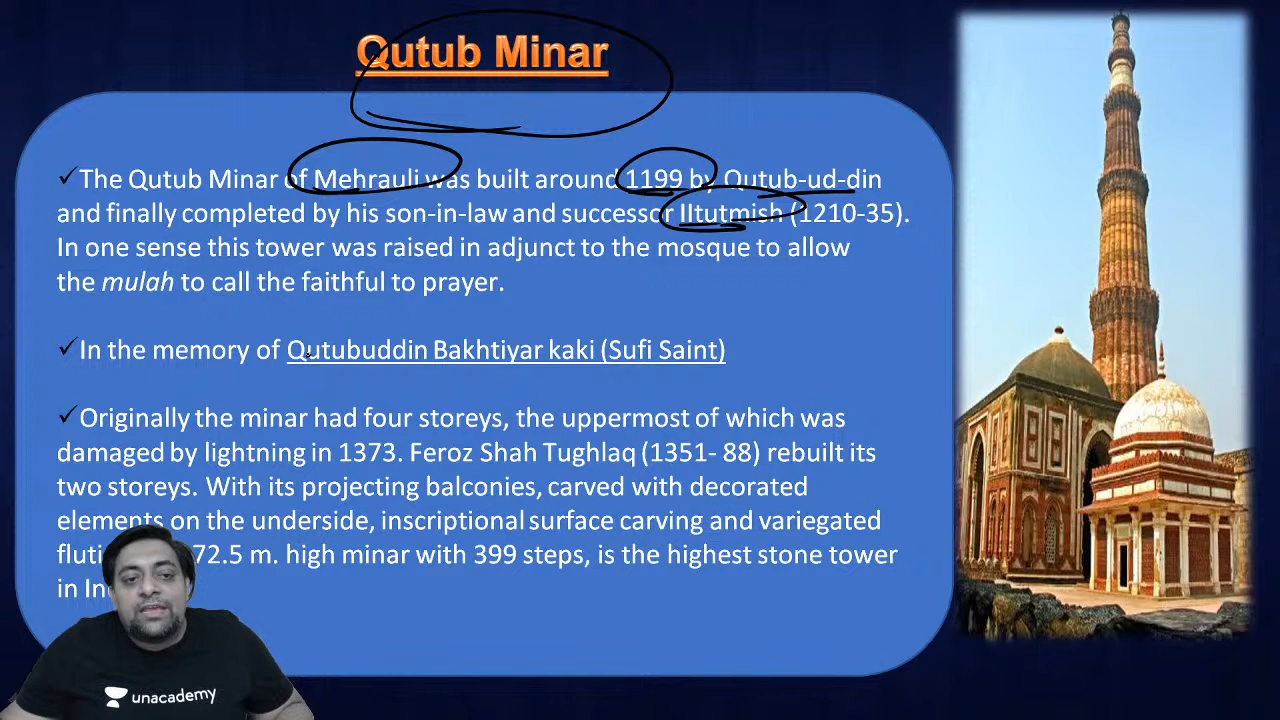 Qutub Minar
✓The Qutub Minar of Mehrauli was built around 1199 by Qutub-ud-din
and finally completed by his son-in-law and successor IItutmish (1210-35).
In one sense this tower was raised in adjunct to the mosque to allow
the mulah to call the faithful to prayer.
✓In the memory of Qutubuddin Bakhtiyar kaki (Sufi Saint)
✓Originally the minar had four storeys, the uppermost of which was
damaged by lightning in 1373. Feroz Shah Tughlaq (1351- 88) rebuilt its
two storeys. With its projecting balconies, carved with decorated
elements on the underside, inscriptional surface carving and variegated
72.5 m. high minar with 399 steps, is the highest stone tower
in
unacademy